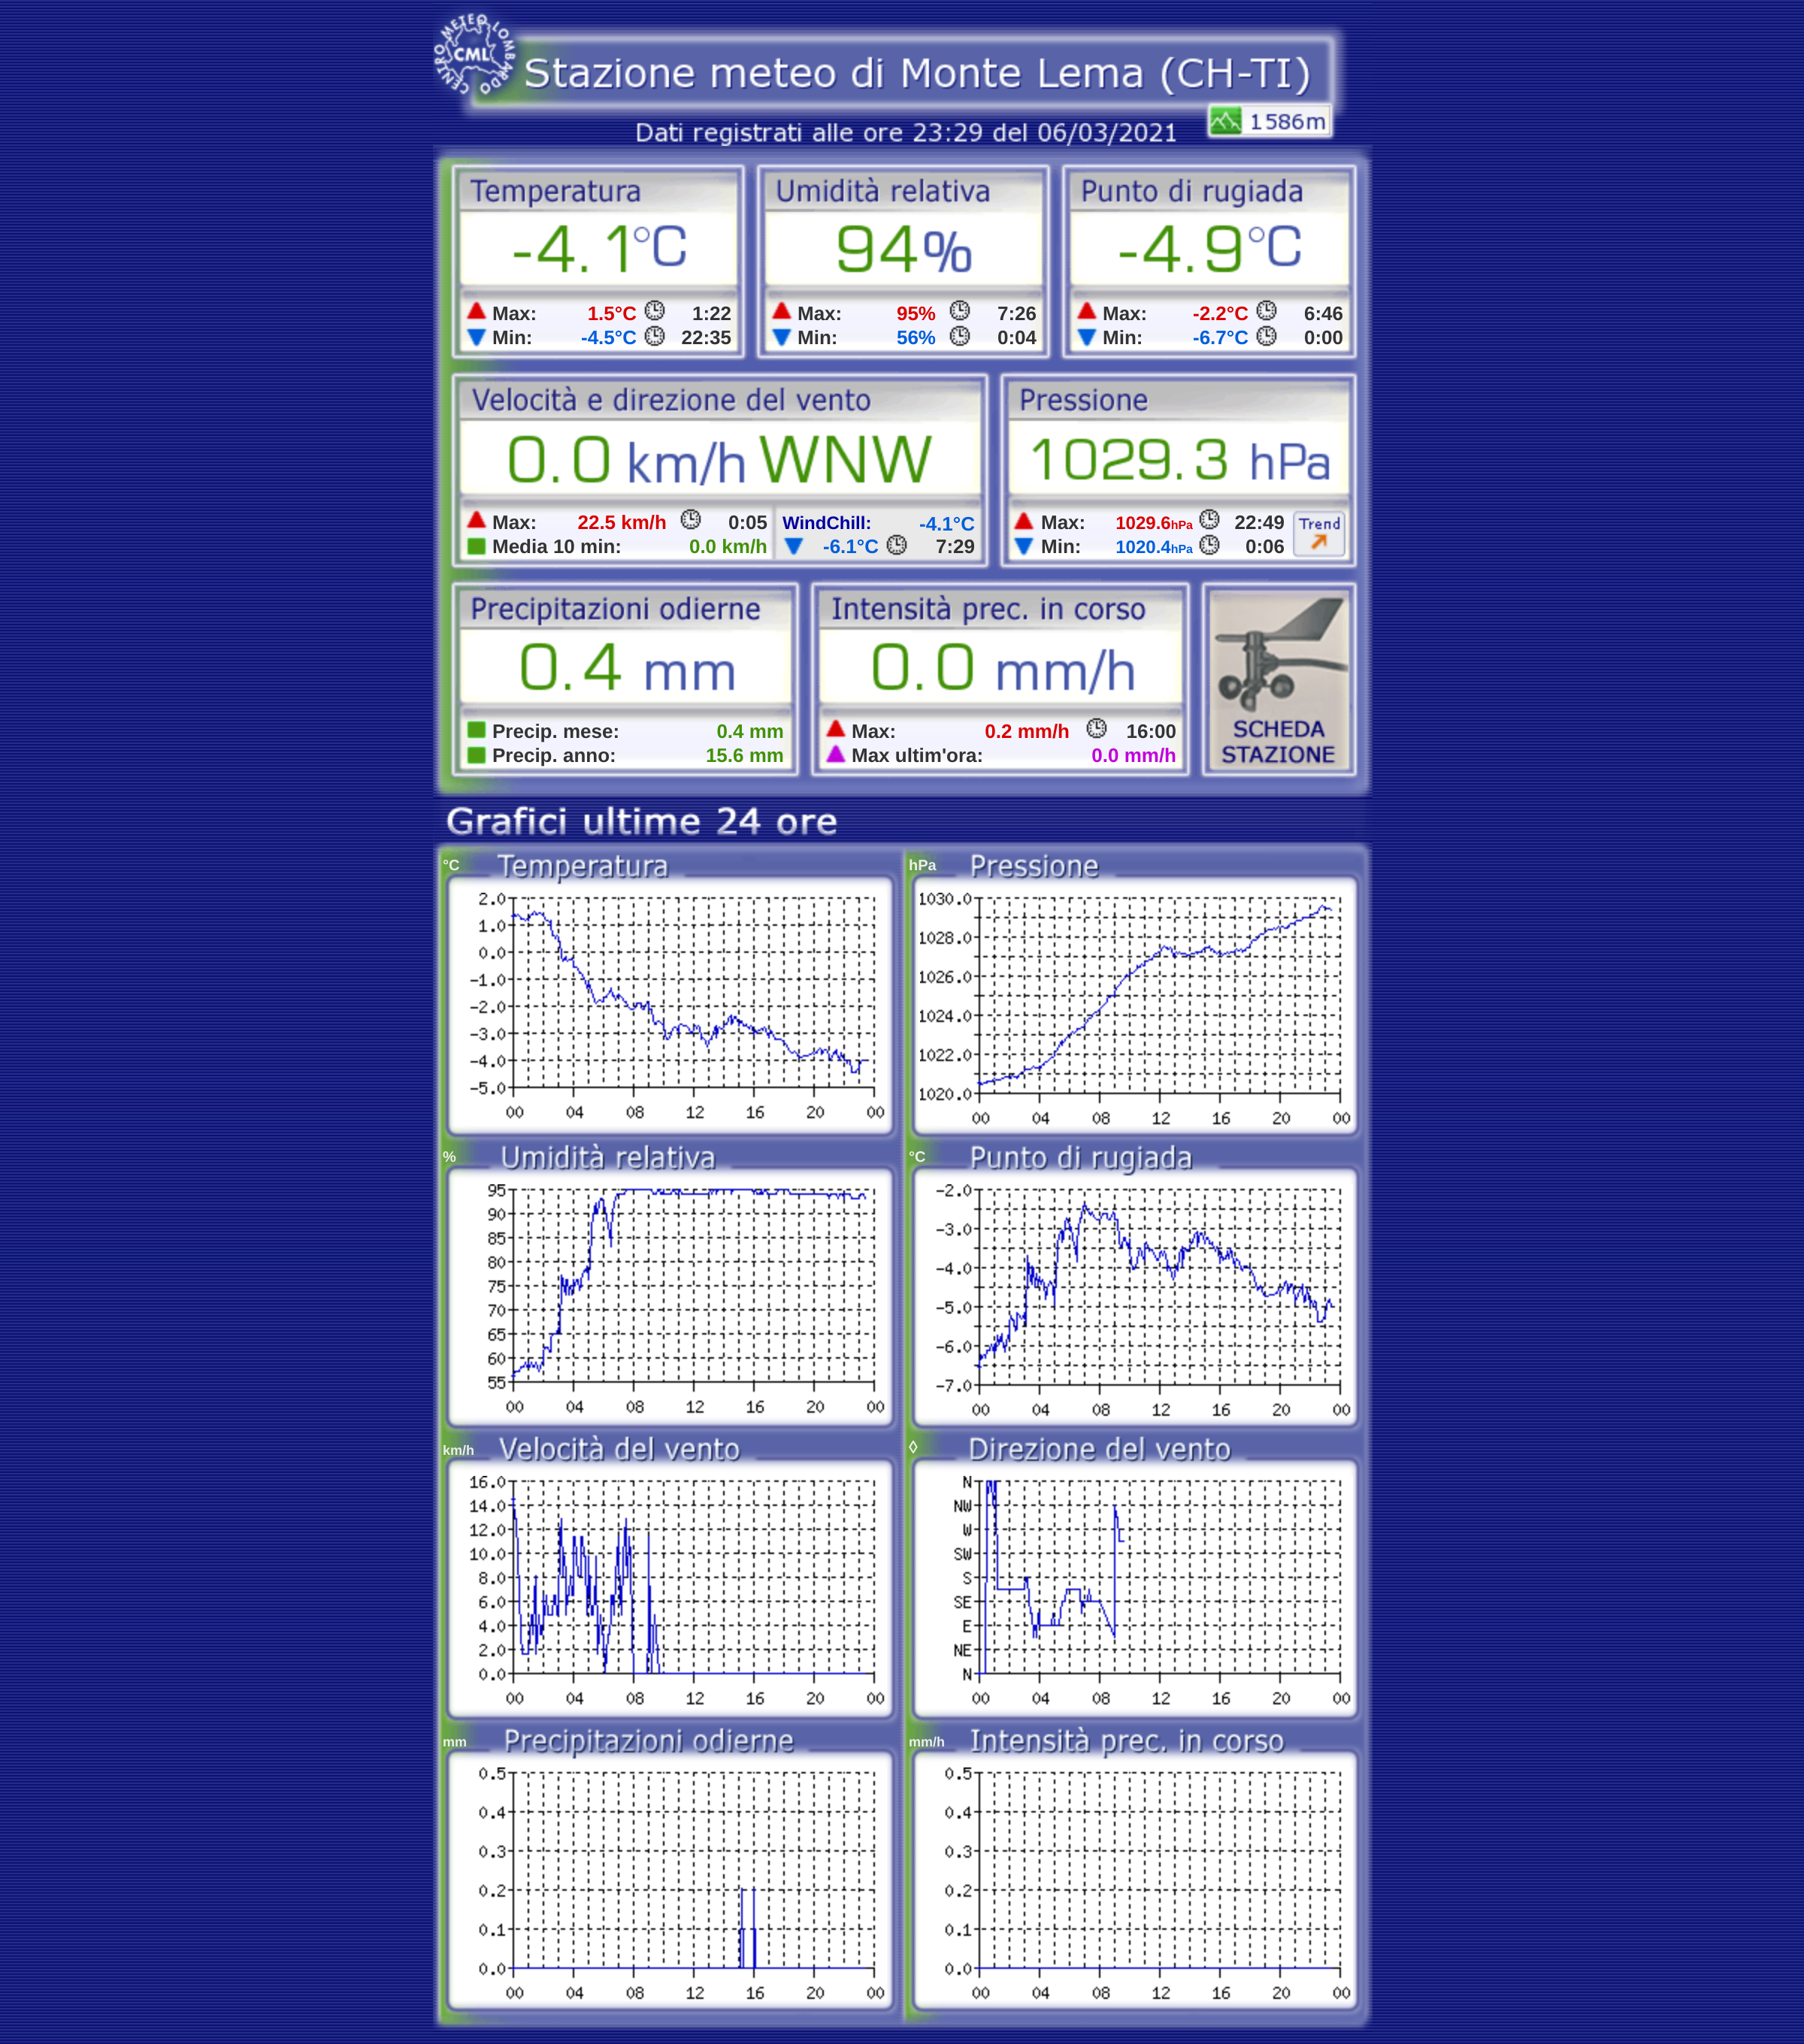 CENTRO METEO LOMBARDO
CML
Stazione meteo di Monte Lema (CH-TI)
1586m
Dati registrati alle ore 23:29 del 06/03/2021
Temperatura Umidità relativa Punto di rugiada
-4.1°C 94% -4.9°C
Max: 1.5°C 1:22 Max: 95% 7:26 Max: -2.2°C 6:46
Min: -4.5°C 22:35 Min: 56% 0:04 Min: -6.7°C 0:00
Velocità e direzione del vento Pressione
0.0 km/h WNW 1029.3 hPa
Max: 22.5 km/h 0:05 WindChill: -4.1°C Max: 1029.6hPa 22:49 Trend
Media 10 min: 0.0 km/h -6.1°C 7:29 Min: 1020.4hPa 0:06
Precipitazioni odierne Intensità prec. in corso
0.4 mm 0.0 mm/h
Precip. mese: 0.4 mm Max: 0.2 mm/h 16:00 SCHEDA
Precip. anno: 15.6 mm Max ultim'ora: 0.0 mm/h STAZIONE
Grafici ultime 24 ore
°C Temperatura
2.0
1.0
0.0
-1.0
-2.0
-3.0
-4.0
-5.0
00 04 08 12 16 20 00
hPa Pressione
1030.0
1028.0
1026.0
1024.0
1022.0
1020.0
00 04 08 12 16 20 00
% Umidità relativa
95
90
85
80
75
70
65
60
55
00 04 08 12 16 20 00
°C Punto di rugiada
-2.0
-3.0
-4.0
-5.0
-6.0
-7.0
00 04 08 12 16 20 00
km/h Velocità del vento
16.0
14.0
12.0
10.0
8.0
6.0
4.0
2.0
0.0
00 04 08 12 16 20 00
◊ Direzione del vento
N
NW
W
SW
S
SE
E
NE
N
00 04 08 12 16 20 00
mm Precipitazioni odierne
0.5
0.4
0.3
0.2
0.1
0.0
00 04 08 12 16 20 00
mm/h Intensità prec. in corso
0.5
0.4
0.3
0.2
0.1
0.0
00 04 08 12 16 20 00